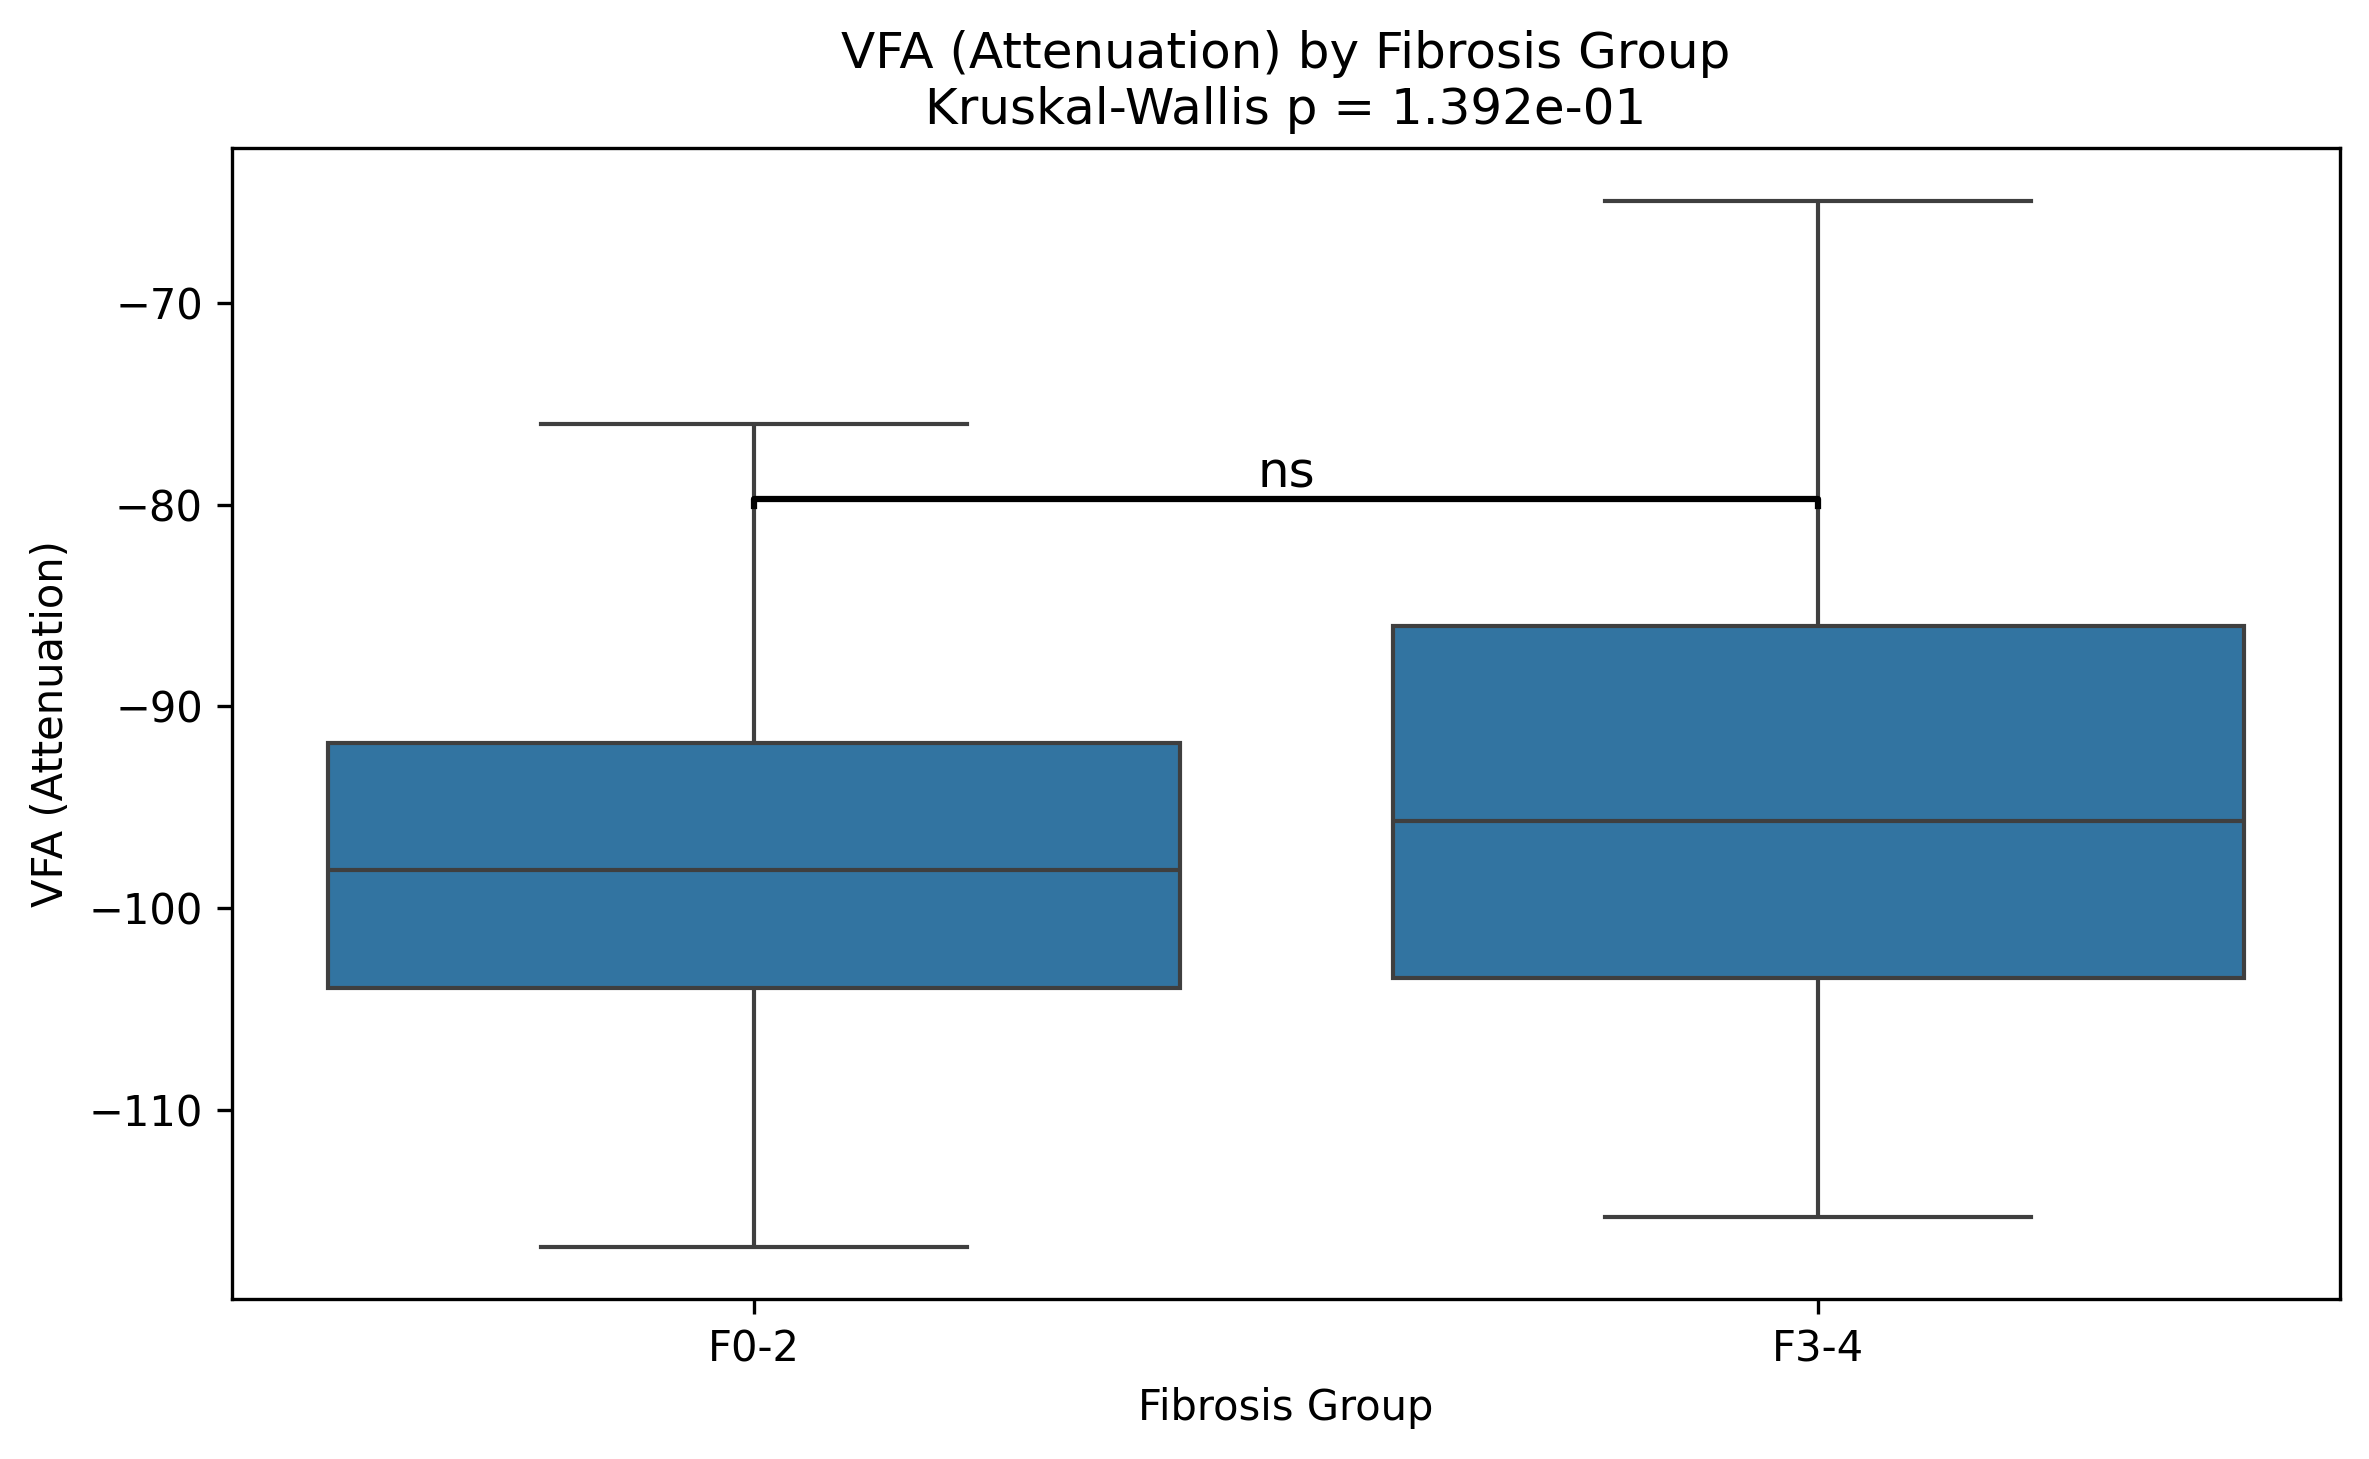 VFA (Attenuation) by Fibrosis Group
Kruskal-Wallis p = 1.392e-01
VFA (Attenuation)
−70
−80
−90
−100
−110
ns
F0-2
F3-4
Fibrosis Group